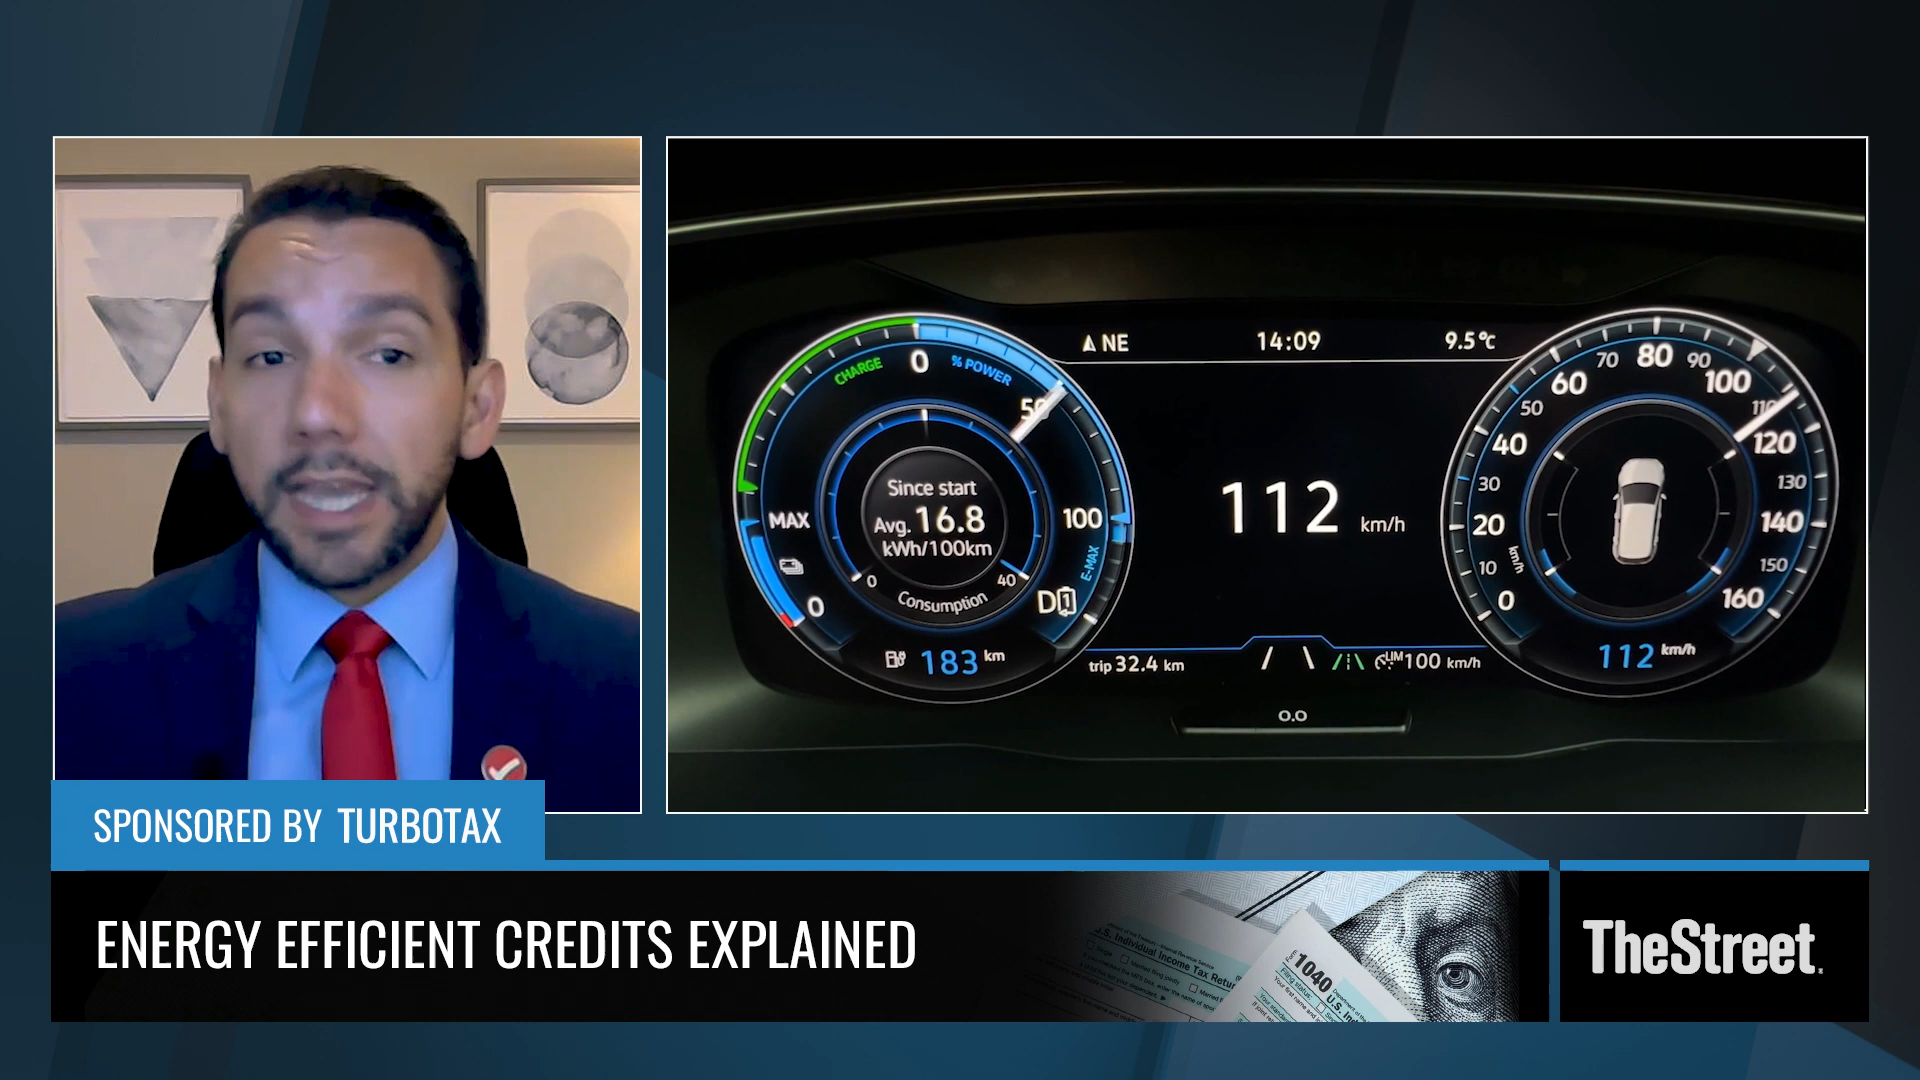 NE
14:09
9.5°C
CHARGE
0
% POWER
50
100
E-MAX
MAX
0
Since start
Avg. 16.8
kWh/100km
0
40
Consumption
D
183 km
112 km/h
trip 32.4 km
LIM
100 km/h
0.0
0
10
20
30
40
50
60
70
80
90
100
110
120
130
140
150
160
km/h
112 km/h
SPONSORED BY TURBOTAX
ENERGY EFFICIENT CREDITS EXPLAINED
U.S. Individual Income Tax Retu
1040
TheStreet.